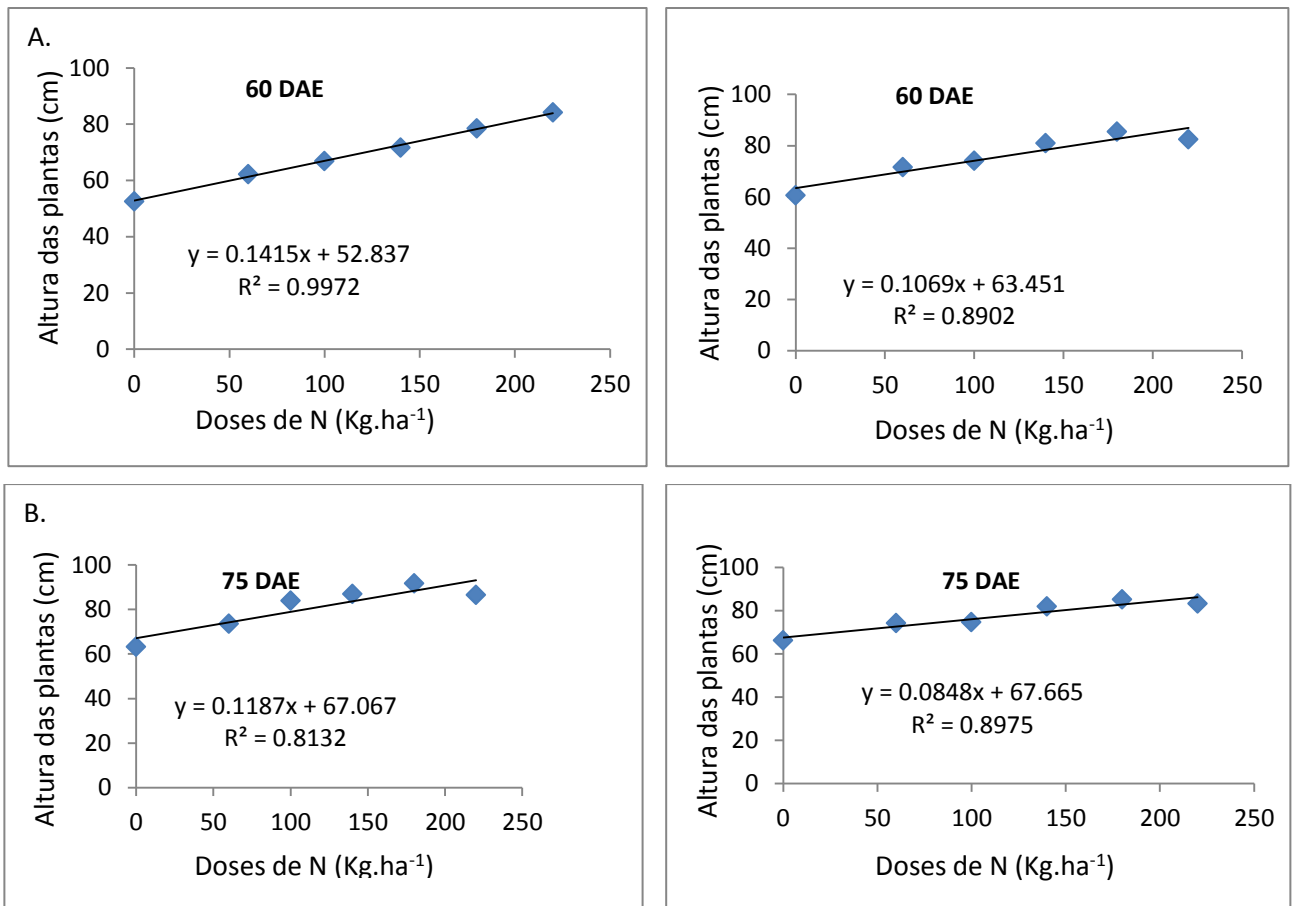 A.
60 DAE
Altura das plantas (cm)
100
80
60
40
20
0
y = 0.1415x + 52.837
R² = 0.9972
0 50 100 150 200 250
Doses de N (Kg.ha⁻¹)
60 DAE
Altura das plantas (cm)
100
80
60
40
20
0
y = 0.1069x + 63.451
R² = 0.8902
0 50 100 150 200 250
Doses de N (Kg.ha⁻¹)
B.
75 DAE
Altura das plantas (cm)
100
80
60
40
20
0
y = 0.1187x + 67.067
R² = 0.8132
0 50 100 150 200 250
Doses de N (Kg.ha⁻¹)
75 DAE
Altura das plantas (cm)
100
80
60
40
20
0
y = 0.0848x + 67.665
R² = 0.8975
0 50 100 150 200 250
Doses de N (Kg.ha⁻¹)